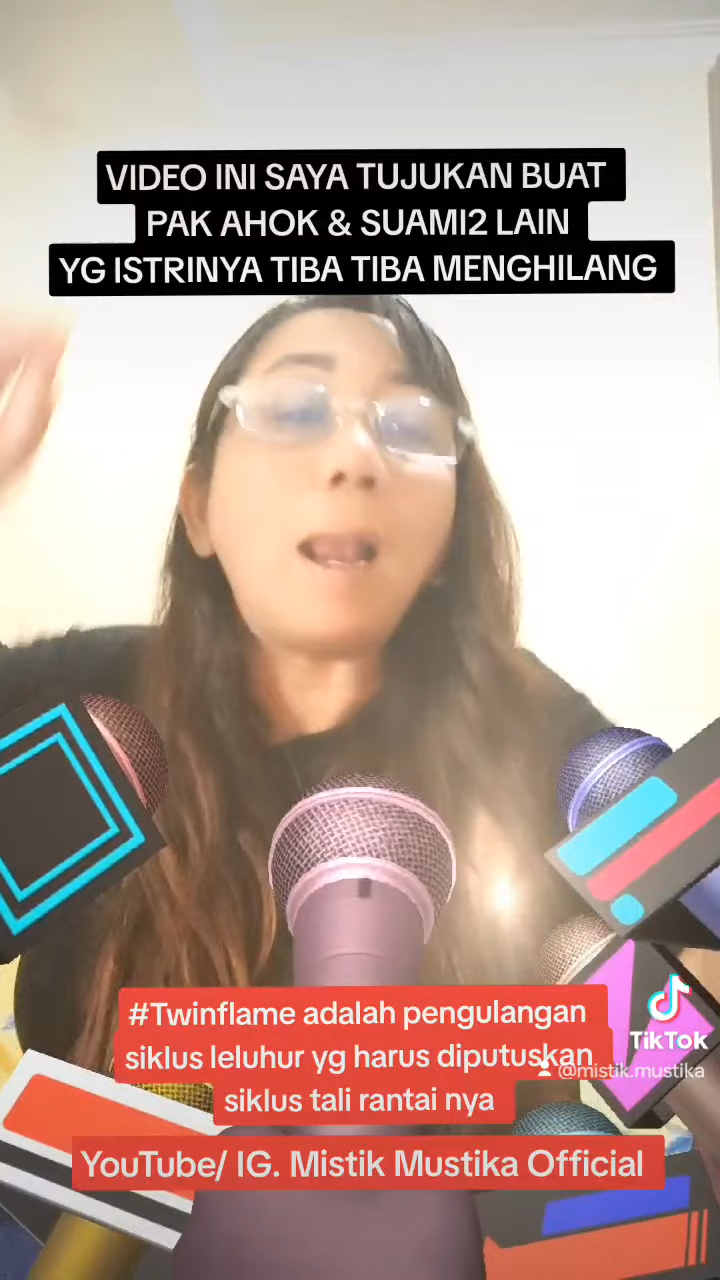 VIDEO INI SAYA TUJUKAN BUAT
PAK AHOK & SUAMI2 LAIN
YG ISTRINYA TIBA TIBA MENGHILANG
#Twinflame adalah pengulangan
siklus leluhur yg harus diputuskan
siklus tali rantai nya
TikTok
@mistik.mustika
YouTube/ IG. Mistik Mustika Official